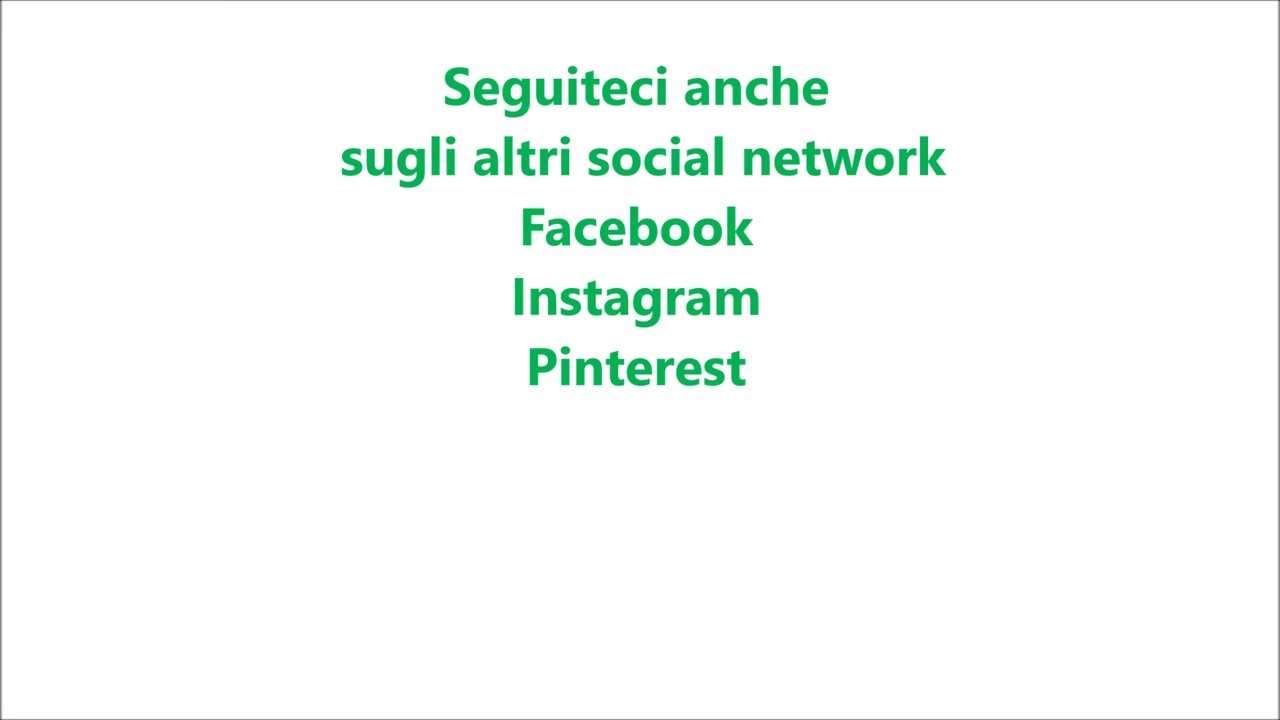 Seguiteci anche
sugli altri social network
Facebook
Instagram
Pinterest